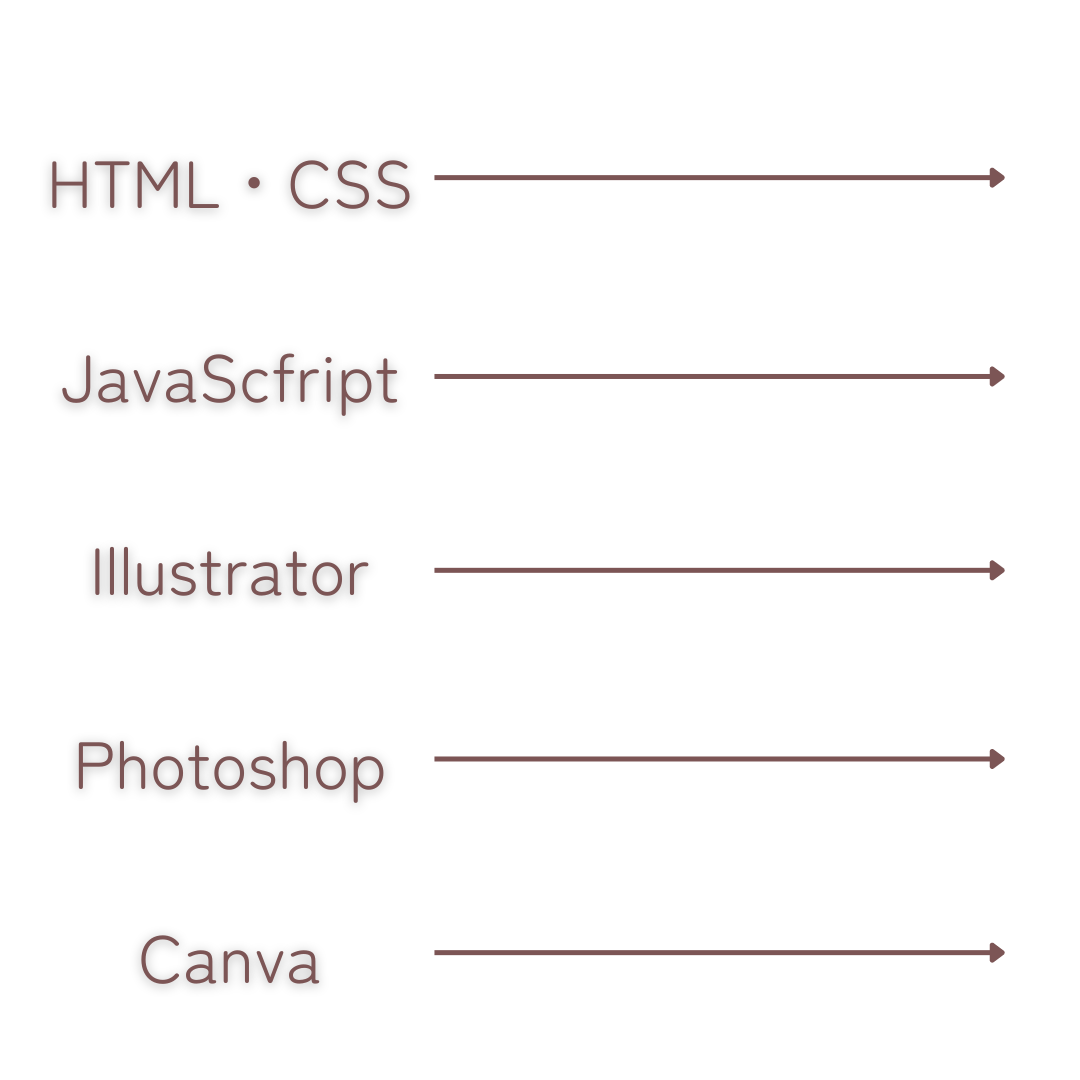 HTML・CSS
JavaScfript
Illustrator
Photoshop
Canva